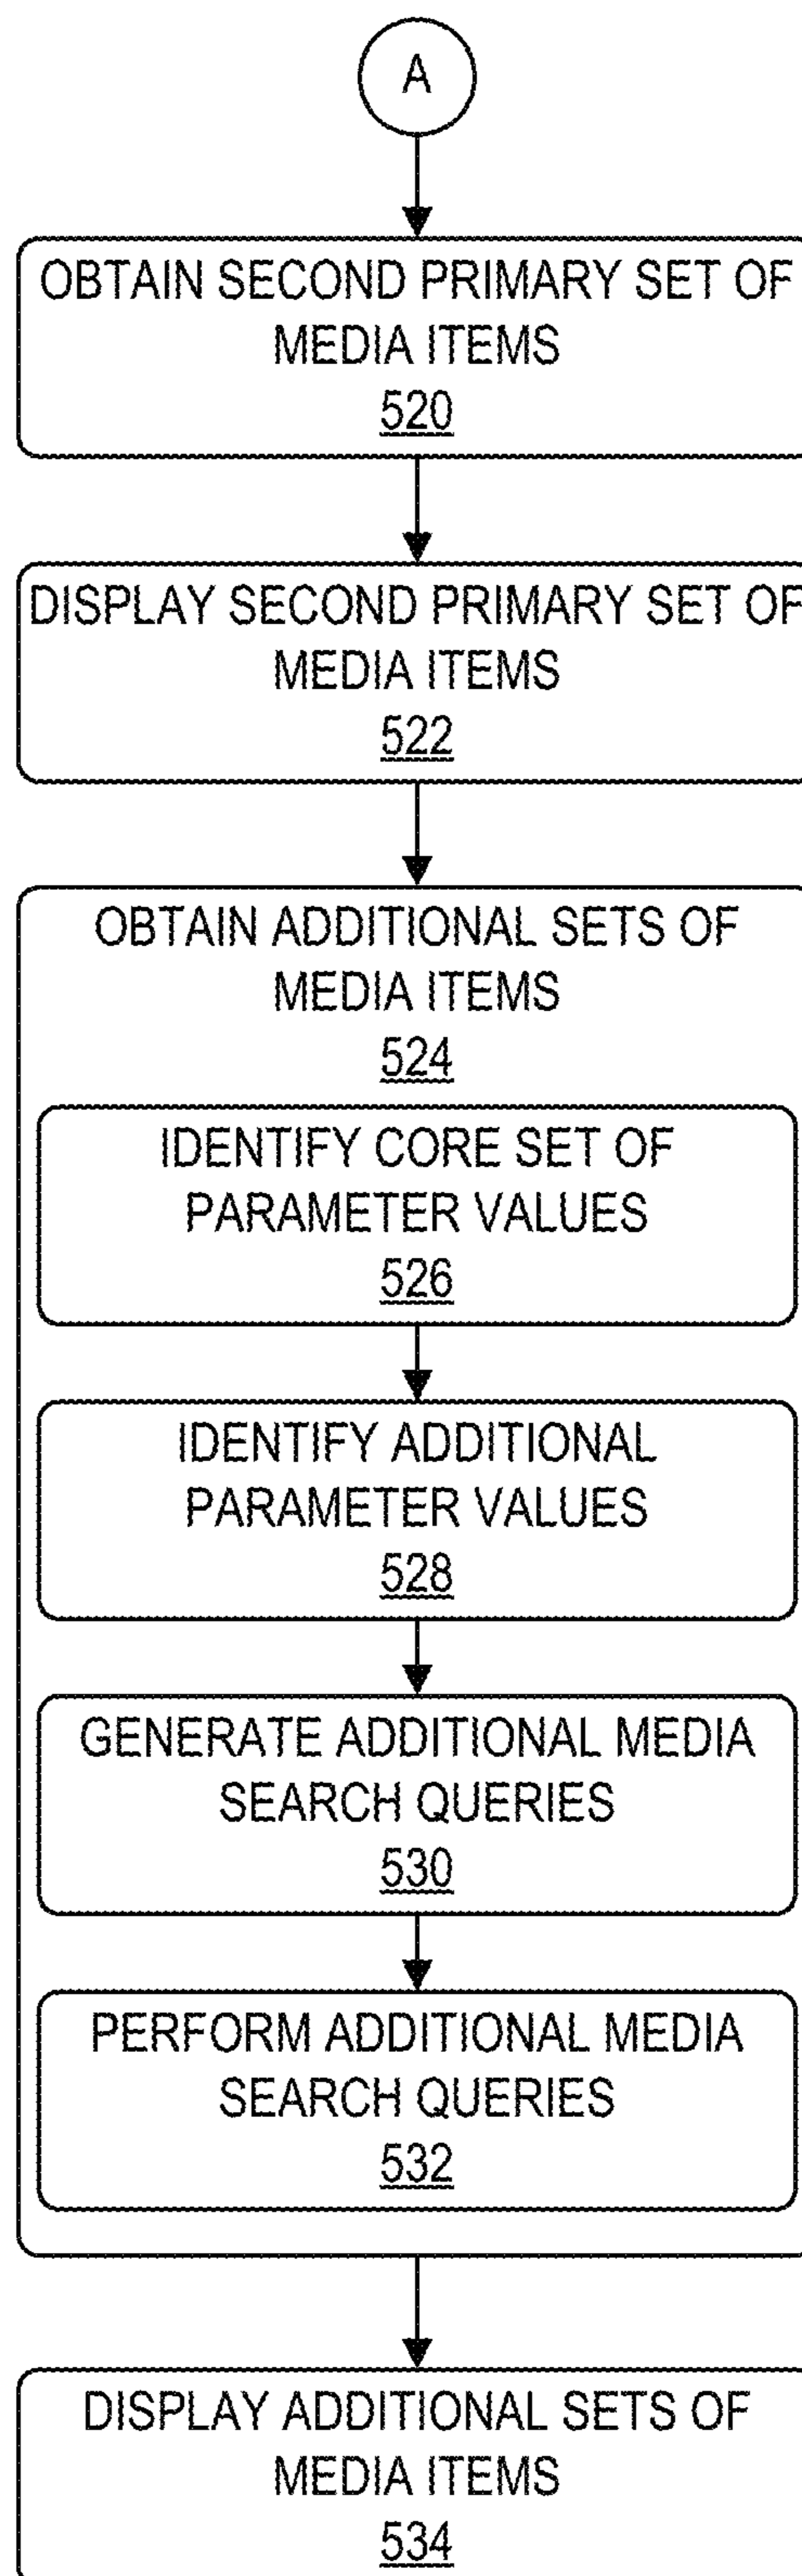 A
OBTAIN SECOND PRIMARY SET OF
MEDIA ITEMS
520
DISPLAY SECOND PRIMARY SET OF
MEDIA ITEMS
522
OBTAIN ADDITIONAL SETS OF
MEDIA ITEMS
524
IDENTIFY CORE SET OF
PARAMETER VALUES
526
IDENTIFY ADDITIONAL
PARAMETER VALUES
528
GENERATE ADDITIONAL MEDIA
SEARCH QUERIES
530
PERFORM ADDITIONAL MEDIA
SEARCH QUERIES
532
DISPLAY ADDITIONAL SETS OF
MEDIA ITEMS
534